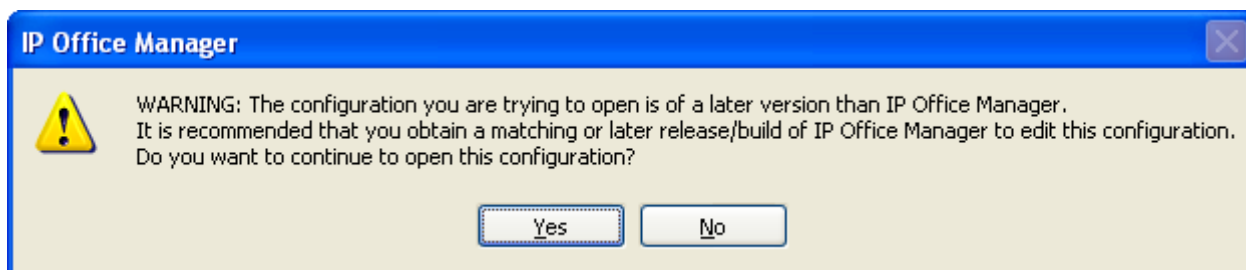 IP Office Manager
WARNING: The configuration you are trying to open is of a later version than IP Office Manager.
It is recommended that you obtain a matching or later release/build of IP Office Manager to edit this configuration.
Do you want to continue to open this configuration?
Yes No